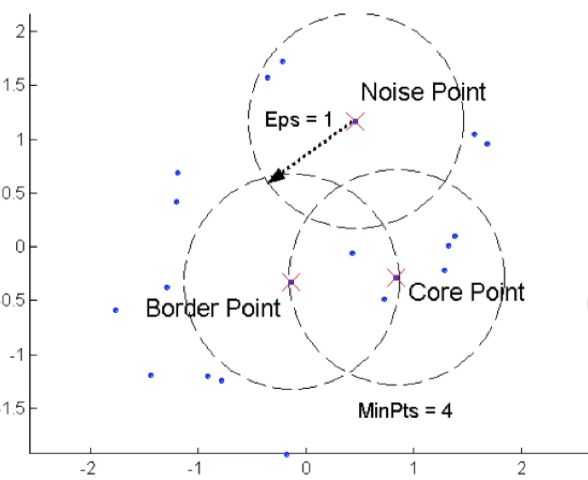 2
1.5
Noise Point
Eps = 1
1
0.5
0
Core Point
-0.5
Border Point
-1
MinPts = 4
1.5
-2 -1 0 1 2